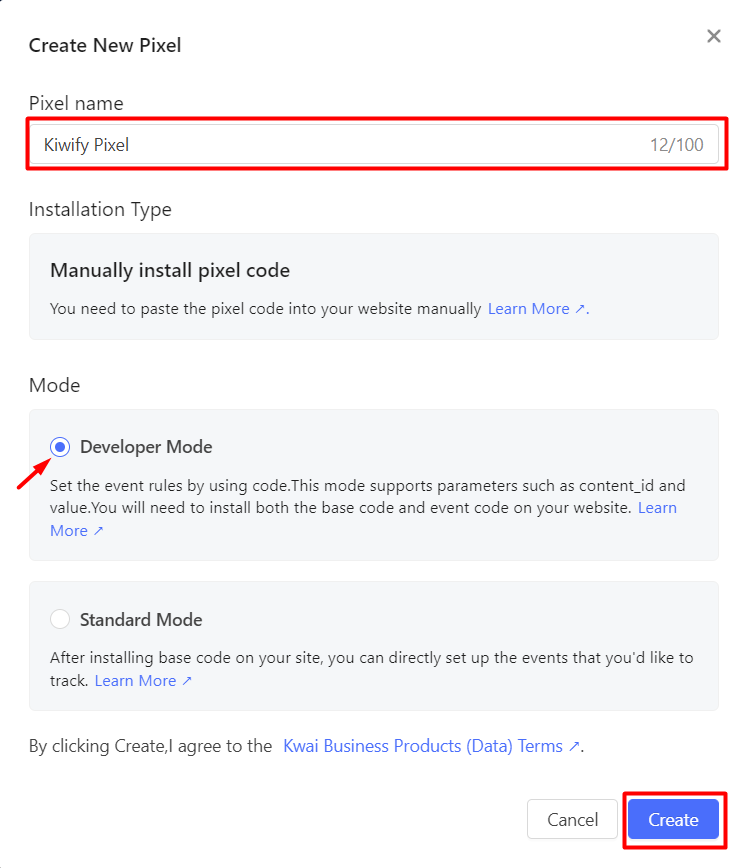 Create New Pixel
Pixel name
Kiwify Pixel 12/100
Installation Type
Manually install pixel code
You need to paste the pixel code into your website manually Learn More ↗.
Mode
Developer Mode
Set the event rules by using code.This mode supports parameters such as content_id and
value.You will need to install both the base code and event code on your website. Learn
More ↗
Standard Mode
After installing base code on your site, you can directly set up the events that you'd like to
track. Learn More ↗
By clicking Create,I agree to the Kwai Business Products (Data) Terms ↗.
Cancel Create